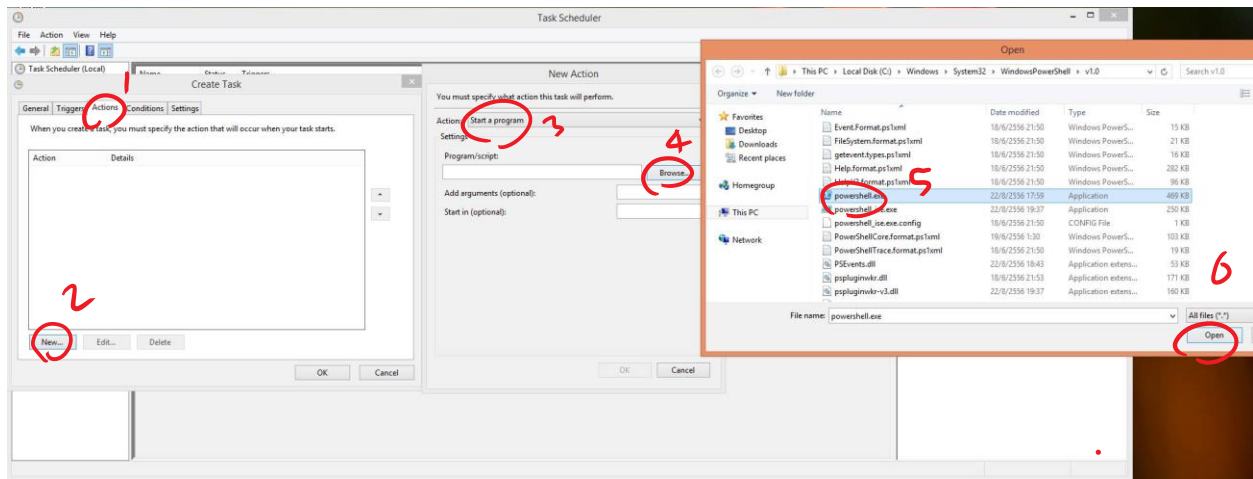 Task Scheduler
File Action View Help
Task Scheduler (Local)
Name Status Triggers
1
Create Task
General Triggers Actions Conditions Settings
When you create a task, you must specify the action that will occur when your task starts.
Action Details
2
New... Edit... Delete
OK Cancel
New Action
You must specify what action this task will perform.
Action: Start a program
3
Settings
4
Program/script:
Browse...
Add arguments (optional):
Start in (optional):
OK Cancel
Open
This PC Local Disk (C:) Windows System32 WindowsPowerShell v1.0
Search v1.0
Organize New folder
Favorites
Desktop
Downloads
Recent places
Homegroup
This PC
Network
Name Date modified Type Size
Event.Format.ps1xml 18/6/2556 21:50 Windows PowerS... 15 KB
FileSystem.format.ps1xml 18/6/2556 21:50 Windows PowerS... 21 KB
getevent.types.ps1xml 18/6/2556 21:50 Windows PowerS... 16 KB
Help.format.ps1xml 18/6/2556 21:50 Windows PowerS... 282 KB
HelpV3.format.ps1xml 18/6/2556 21:50 Windows PowerS... 96 KB
5
powershell.exe 22/8/2556 17:59 Application 469 KB
powershell_ise.exe 22/8/2556 19:37 Application 250 KB
powershell_ise.exe.config 18/6/2556 21:50 CONFIG File 1 KB
PowerShellCore.format.ps1xml 19/6/2556 1:30 Windows PowerS... 103 KB
PowerShellTrace.format.ps1xml 18/6/2556 21:50 Windows PowerS... 19 KB
PSEvents.dll 22/8/2556 18:43 Application extens... 53 KB
pspluginwkr.dll 18/6/2556 21:53 Application extens... 171 KB
pspluginwkr-v3.dll 22/8/2556 19:37 Application extens... 160 KB
6
File name: powershell.exe
All files (*.*)
Open